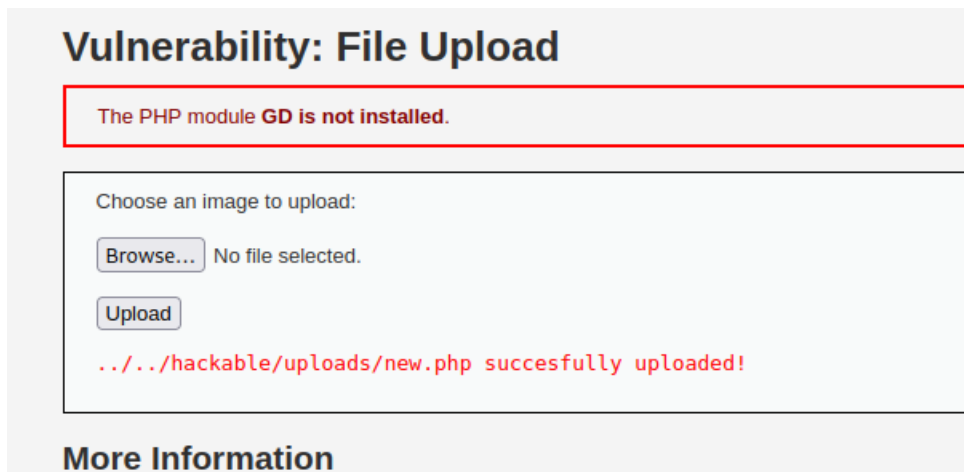 Vulnerability: File Upload
The PHP module GD is not installed.
Choose an image to upload:
Browse... No file selected.
Upload
../../hackable/uploads/new.php succesfully uploaded!
More Information